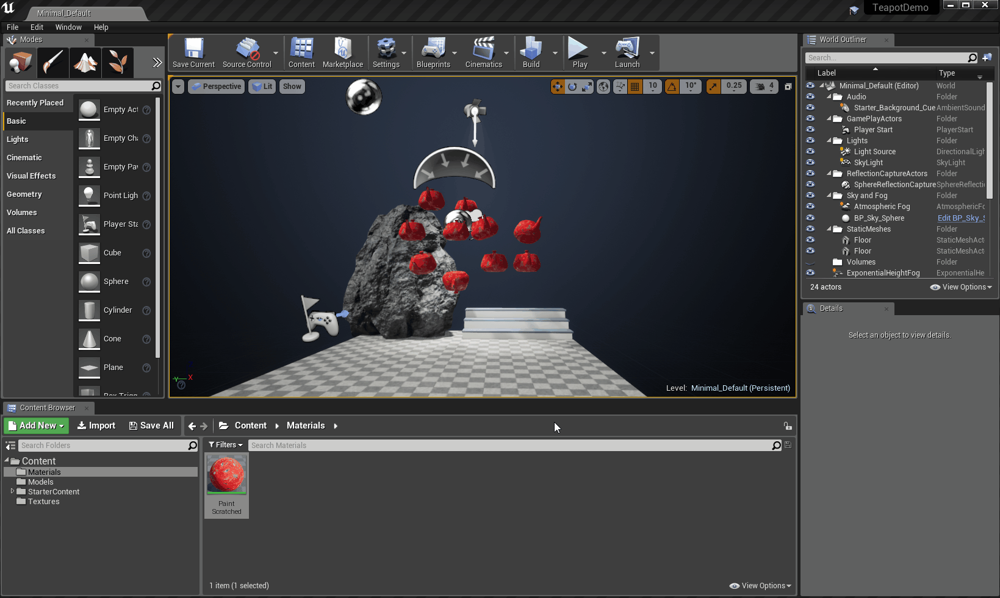 Minimal_Default
TeapotDemo
File Edit Window Help
Modes
Search Classes
Recently Placed
Basic
Lights
Cinematic
Visual Effects
Geometry
Volumes
All Classes
Empty Act
Empty Cha
Empty Pav
Point Ligh
Player Sta
Cube
Sphere
Cylinder
Cone
Plane
Box Trigg
Save Current Source Control Content Marketplace Settings Blueprints Cinematics Build Play Launch
Perspective Lit Show 10 10° 0.25 4
X
Y
Level: Minimal_Default (Persistent)
World Outliner
Search...
Label Type
Minimal_Default (Editor) World
Audio Folder
Starter_Background_Cue AmbientSound
GamePlayActors Folder
Player Start PlayerStart
Lights Folder
Light Source DirectionalLigh
SkyLight SkyLight
ReflectionCaptureActors Folder
SphereReflectionCapture SphereReflecti
Sky and Fog Folder
Atmospheric Fog AtmosphericFo
BP_Sky_Sphere Edit BP_Sky_S
StaticMeshes Folder
Floor StaticMeshAct
Floor StaticMeshAct
Volumes Folder
ExponentialHeightFog ExponentialHe
24 actors View Options
Details
Select an object to view details.
Content Browser
Add New Import Save All Content Materials
Search Folders
Content
Materials
Models
StarterContent
Textures
Filters Search Materials
Paint
Scratched
1 item (1 selected) View Options